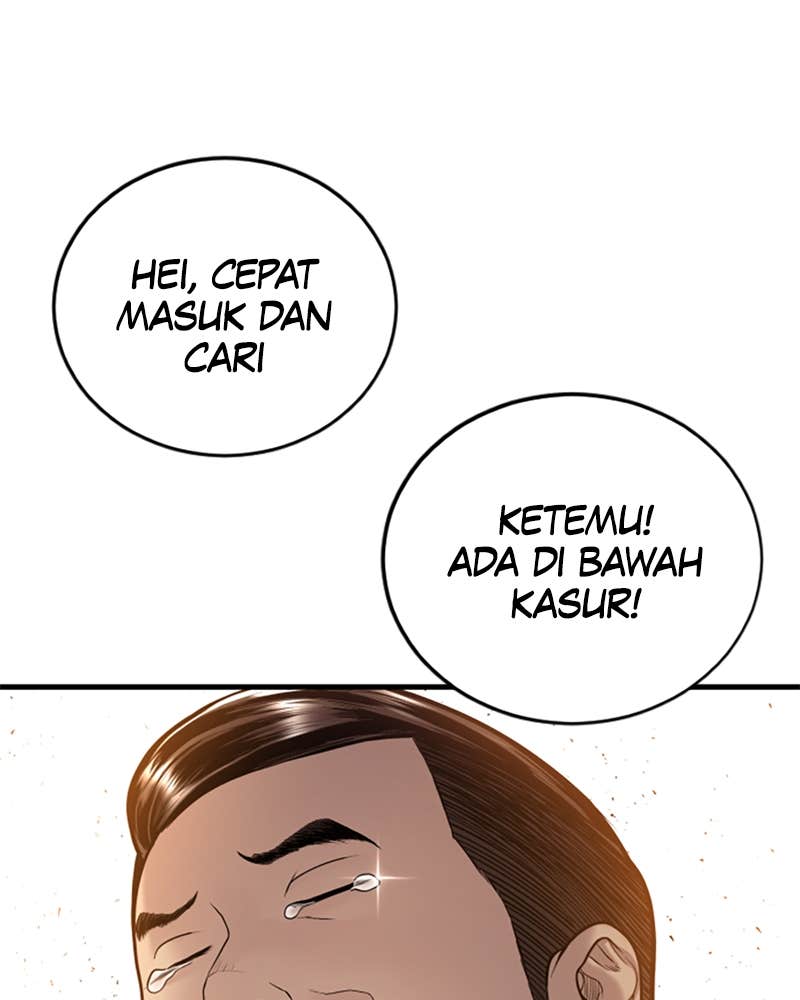 HEI, CEPAT
MASUK DAN
CARI
KETEMU!
ADA DI BAWAH
KASUR!